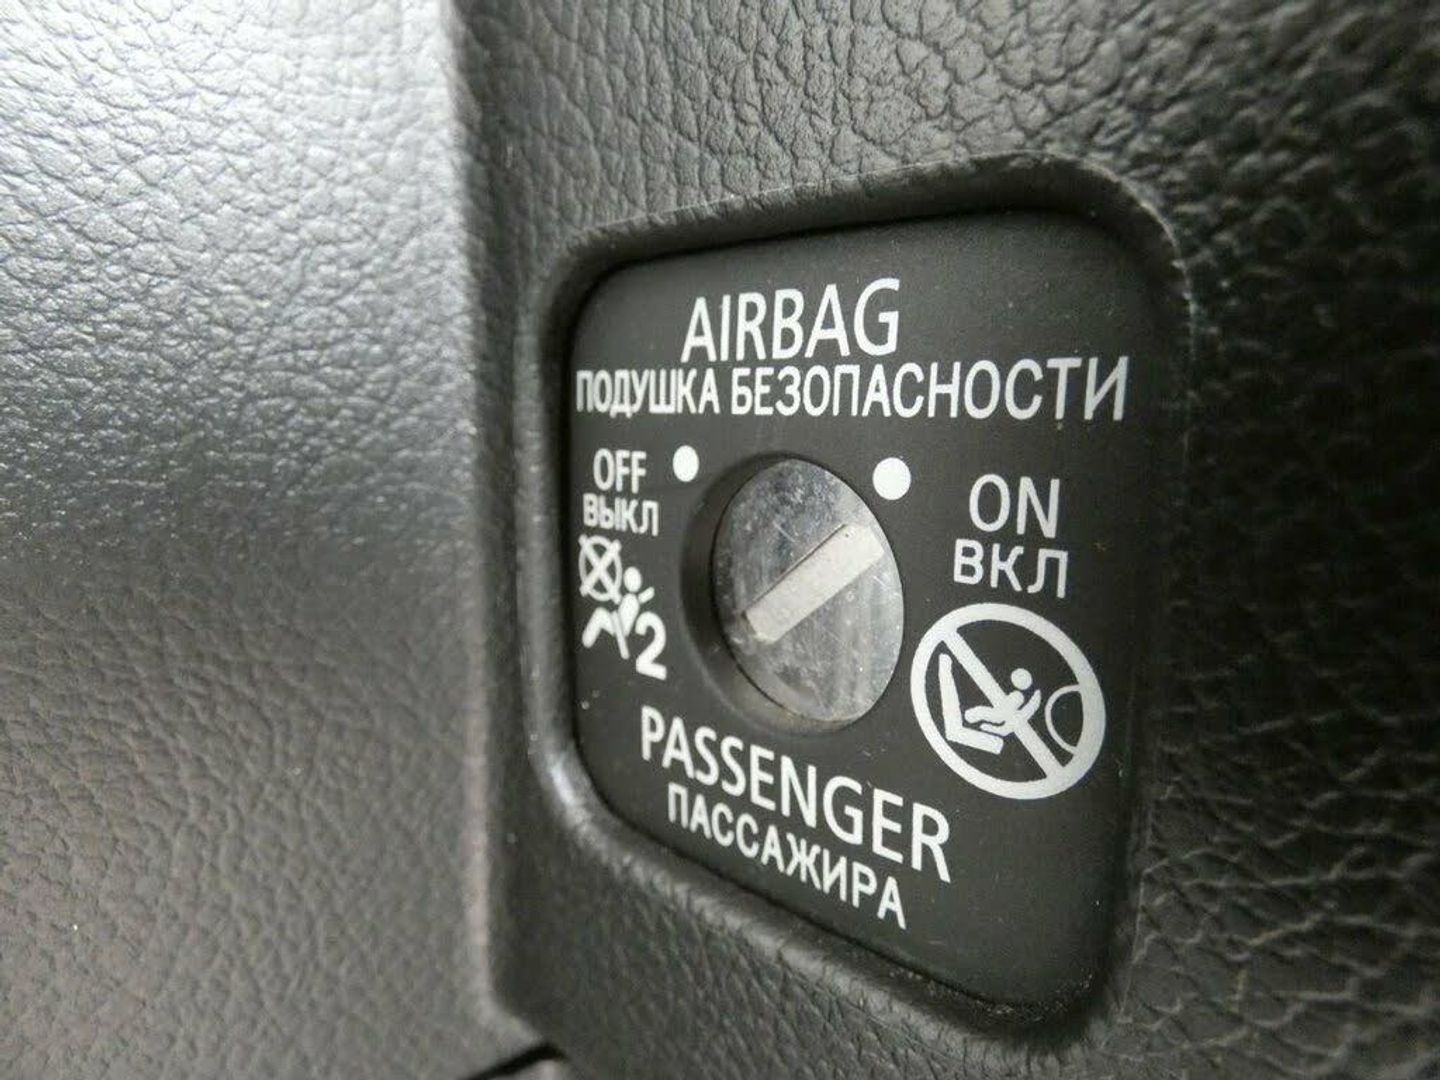 AIRBAG
ПОДУШКА БЕЗОПАСНОСТИ
OFF
ВЫКЛ
2
ON
ВКЛ
PASSENGER
ПАССАЖИРА